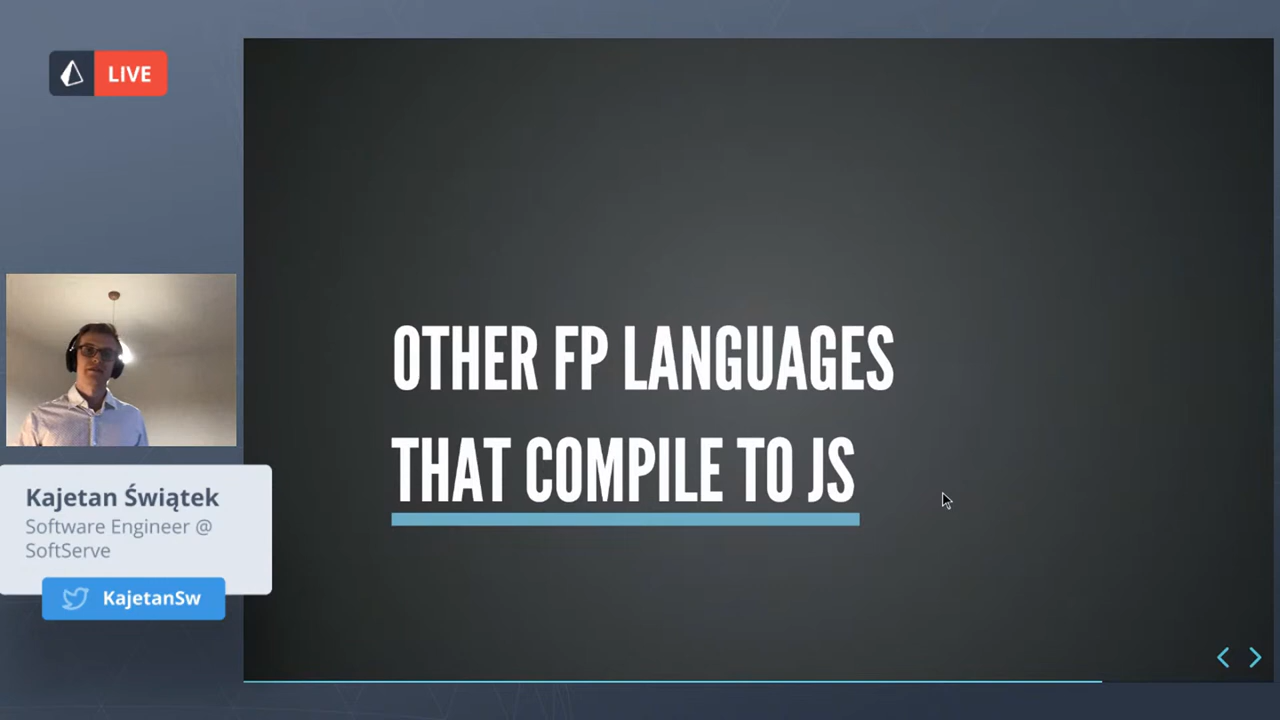 LIVE
OTHER FP LANGUAGES
THAT COMPILE TO JS
Kajetan Świątek
Software Engineer @
SoftServe
KajetanSw